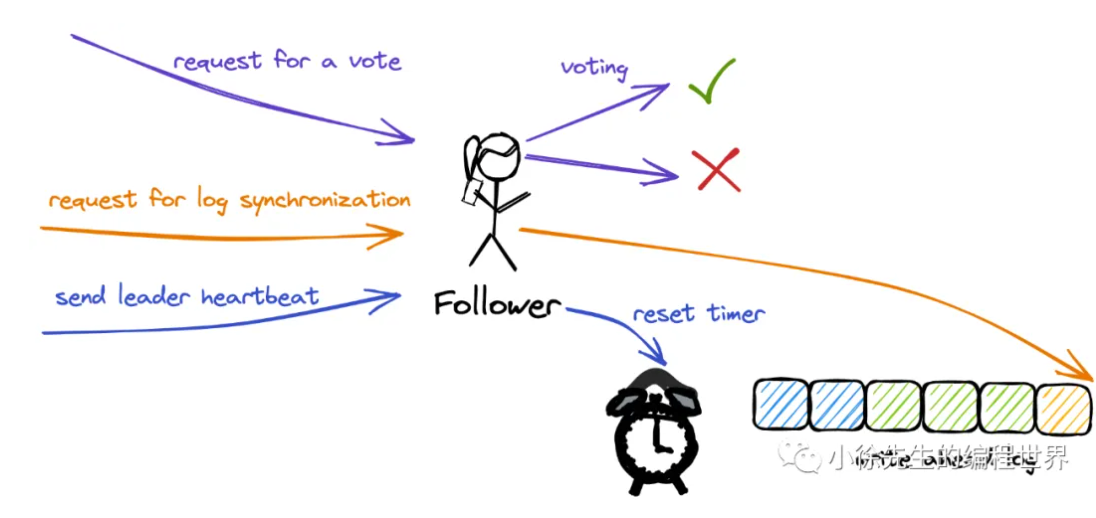 request for a vote
voting
request for log synchronization
send leader heartbeat
Follower
reset timer
小徐先生的编程世界